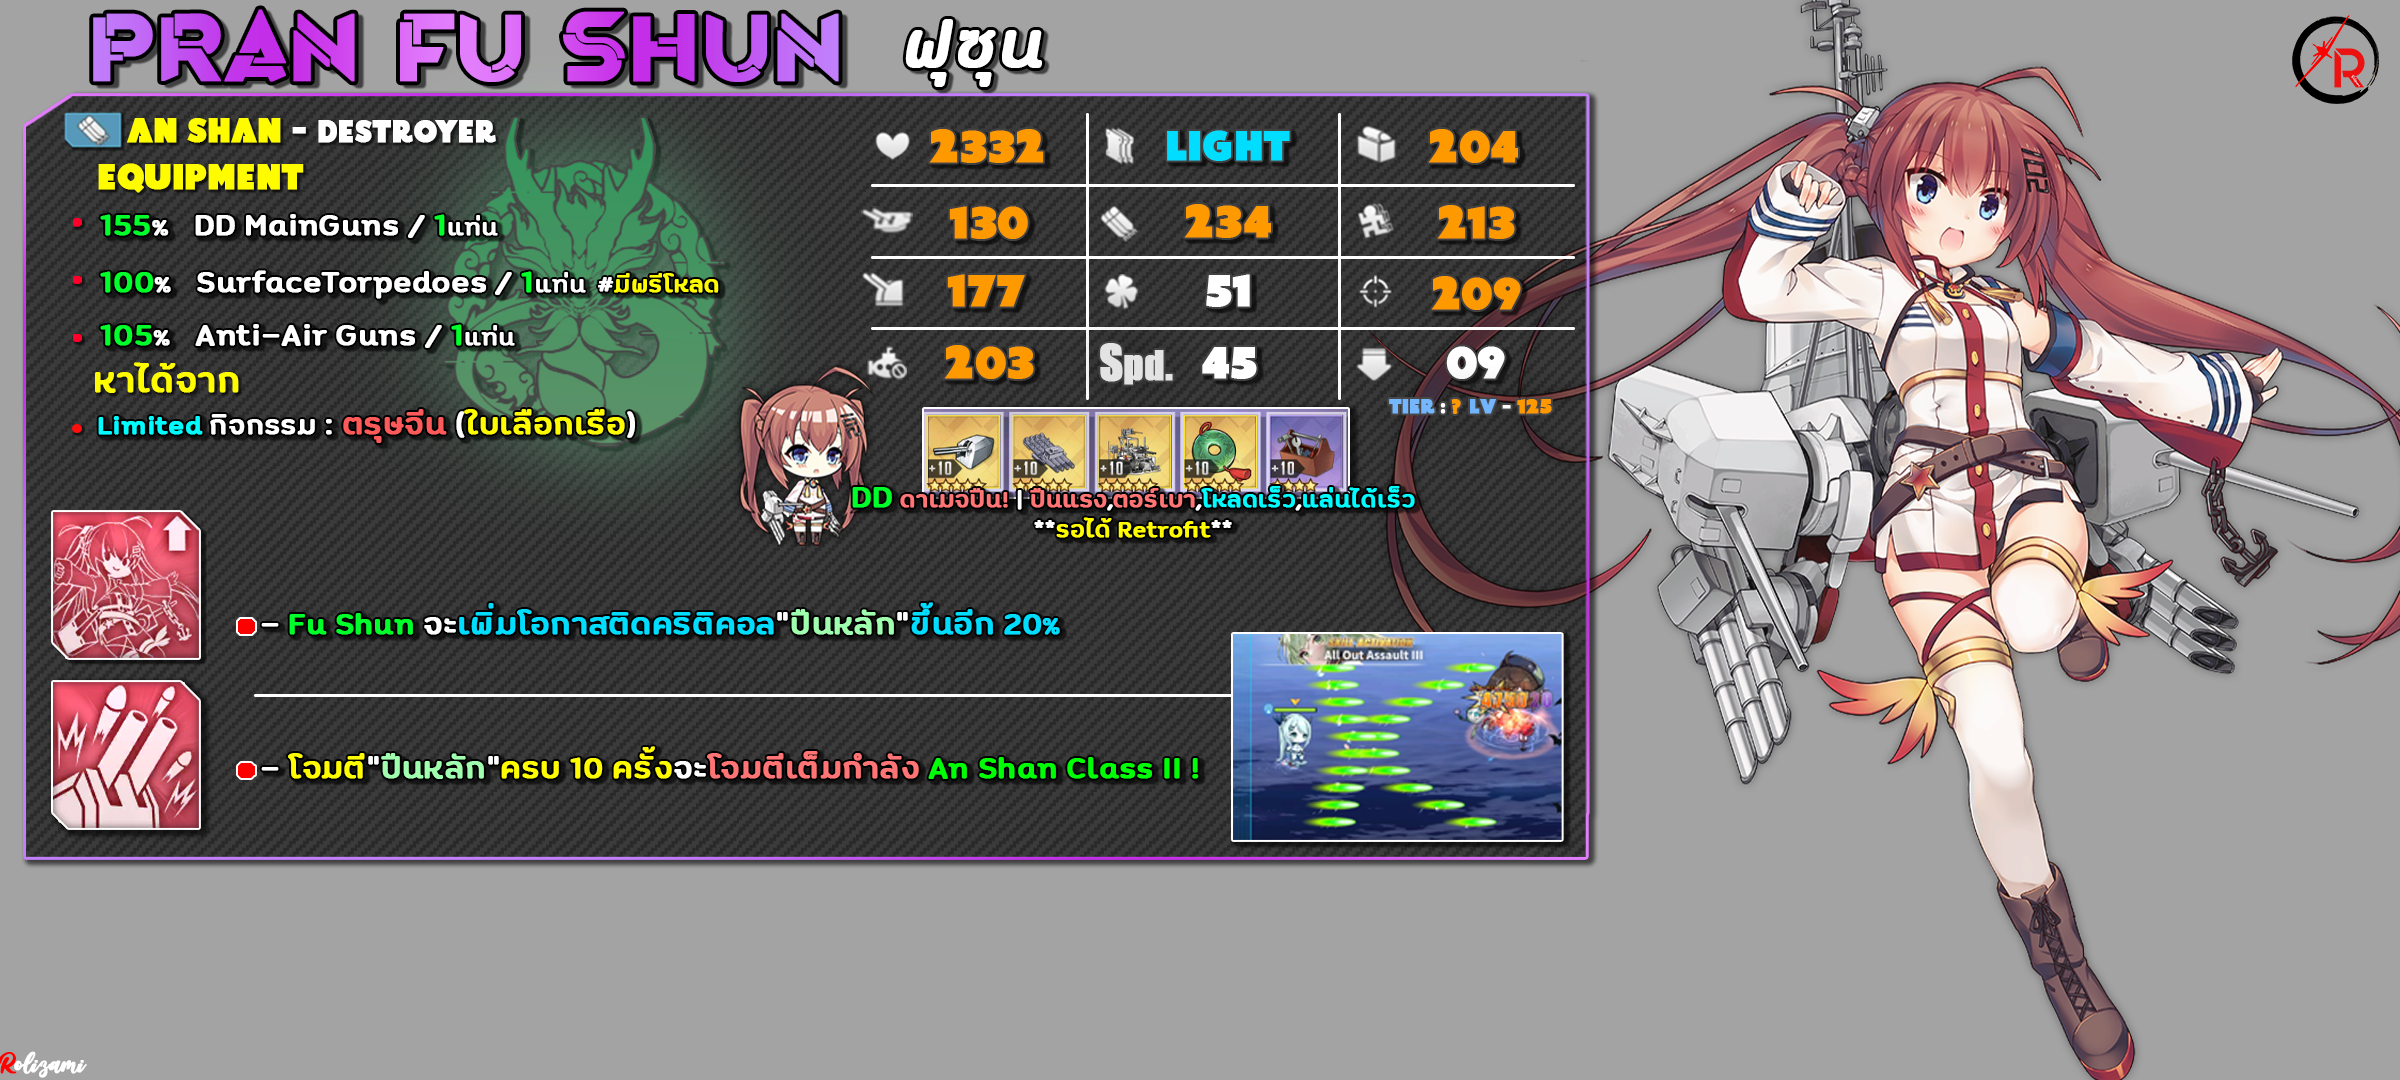 PRAN FU SHUN ฝุซุน
R
AN SHAN - DESTROYER
EQUIPMENT
155% DD MainGuns / 1แท่น
100% SurfaceTorpedoes / 1แท่น #มีพรีโหลด
105% Anti-Air Guns / 1แท่น
หาได้จาก
Limited กิจกรรม : ตรุษจีน (ใบเลือกเรือ)
2332 LIGHT 204
130 234 213
177 51 209
203 Spd. 45 09
TIER : ? LV - 125
+10 +10 +10 +10 +10
DD ดาเมจปืน! | ปืนแรง,ตอร์เบา,โหลดเร็ว,แล่นได้เร็ว
**รอได้ Retrofit**
102
- Fu Shun จะเพิ่มโอกาสติดคริติคอล"ปืนหลัก"ขึ้นอีก 20%
SKILL ACTIVATION
All Out Assault III
- โจมตี"ปืนหลัก"ครบ 10 ครั้งจะโจมตีเต็มกำลัง An Shan Class II !
Rolizami